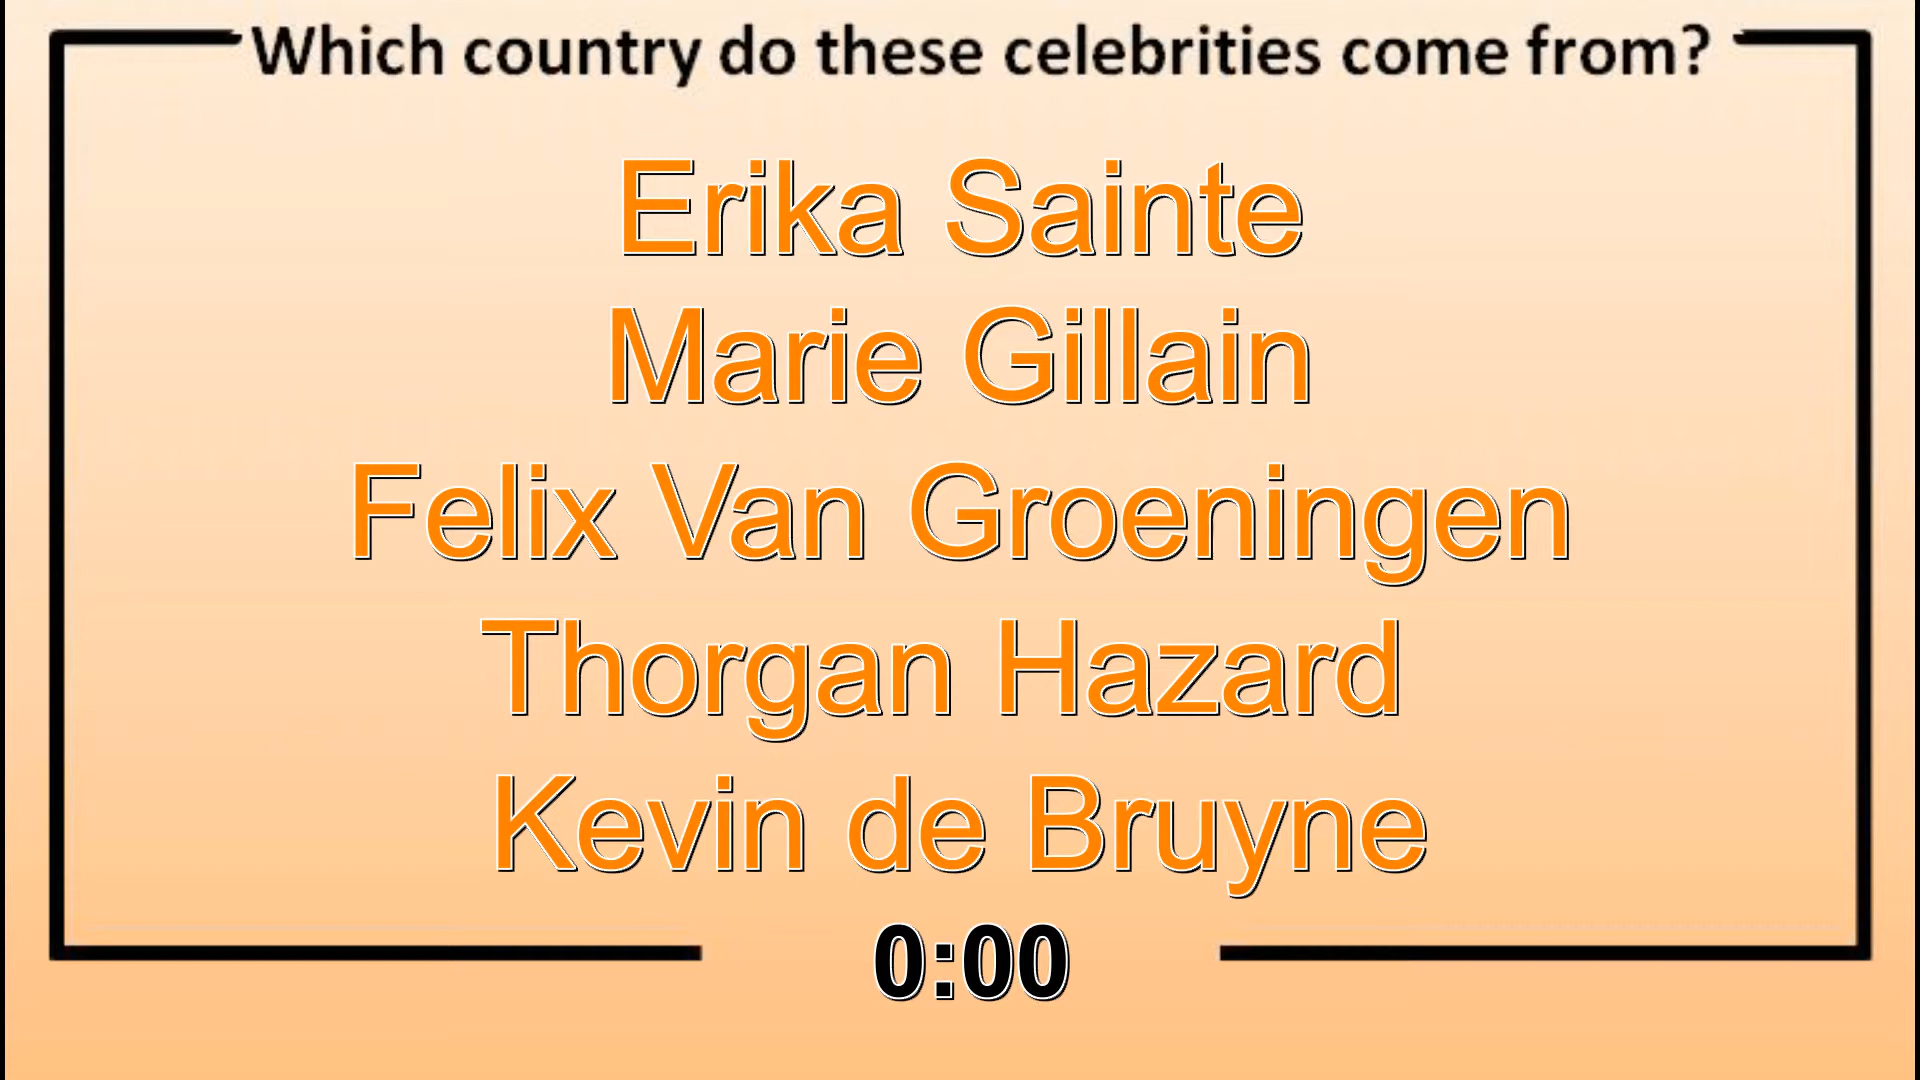 Which country do these celebrities come from?
Erika Sainte
Marie Gillain
Felix Van Groeningen
Thorgan Hazard
Kevin de Bruyne
0:00